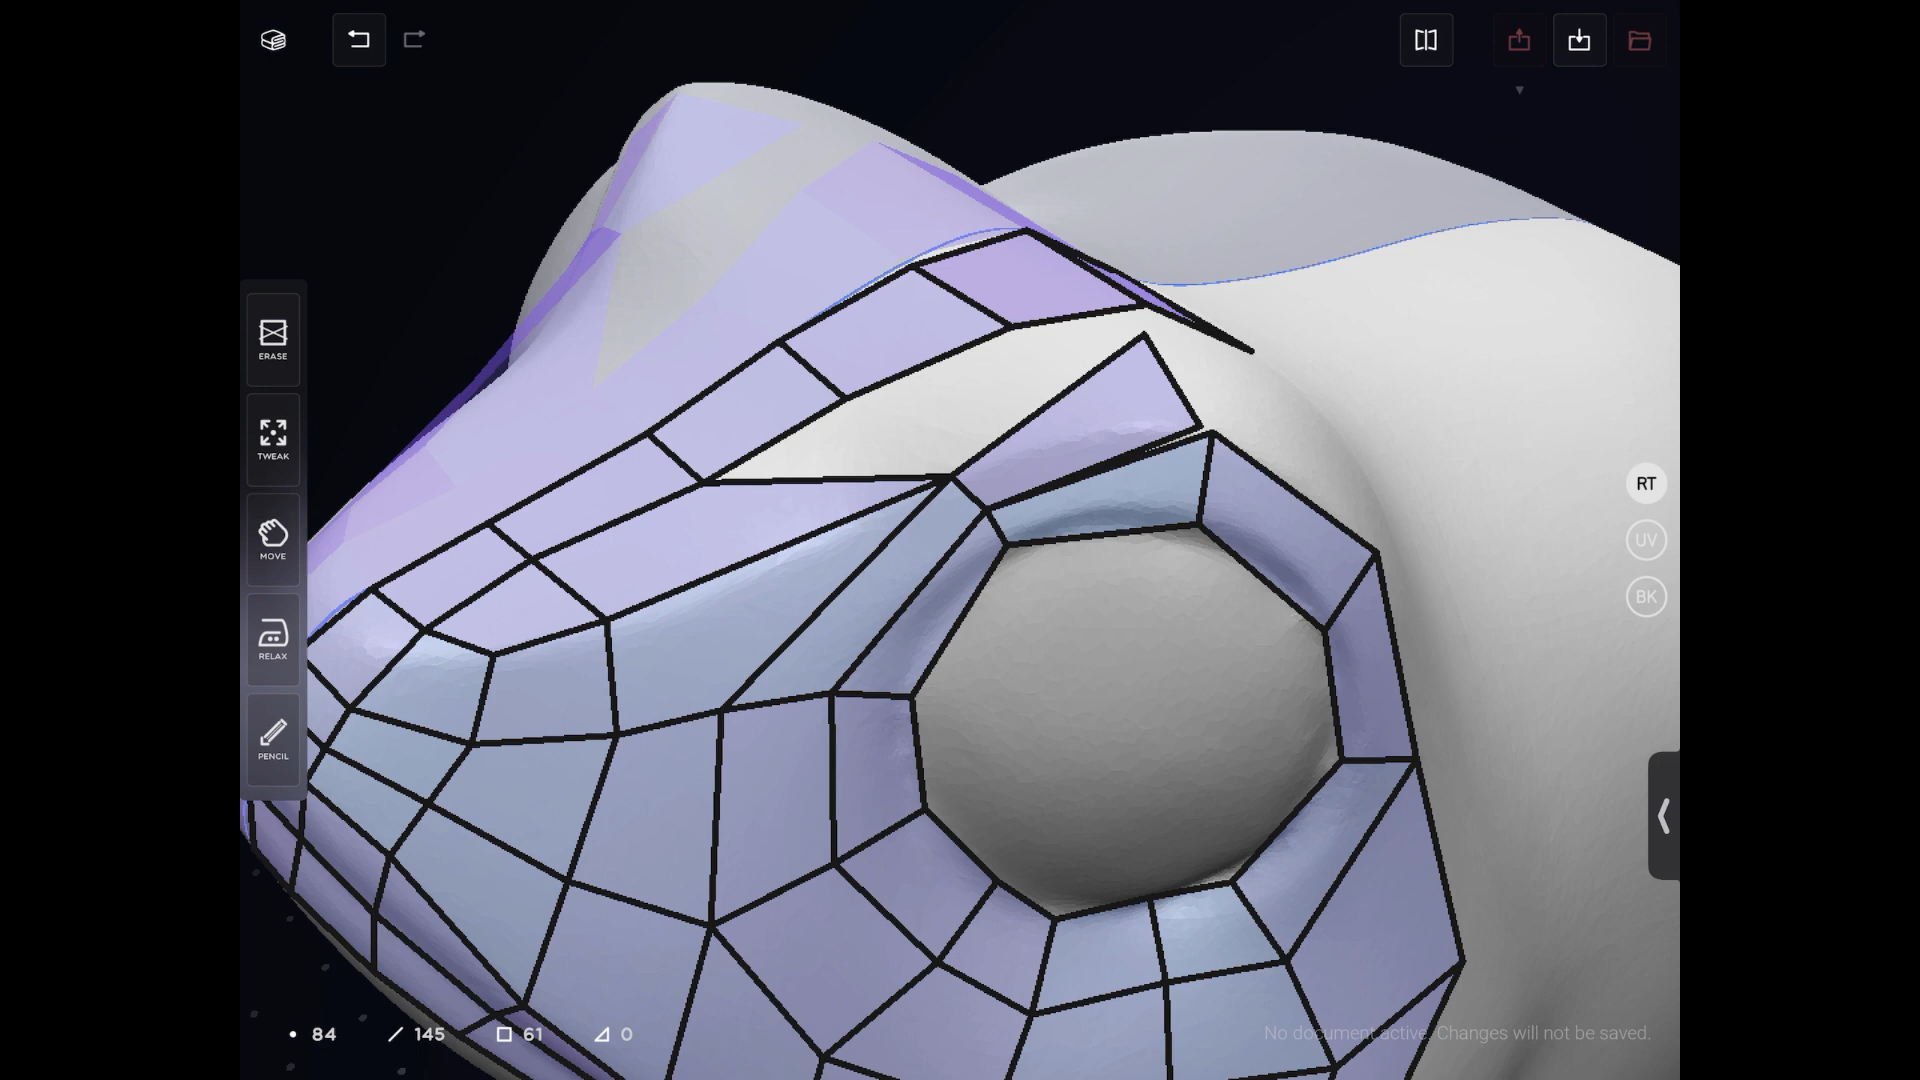 ERASE
TWEAK
RT
MOVE
UV
BK
RELAX
PENCIL
84 145 61 0
No document active. Changes will not be saved.